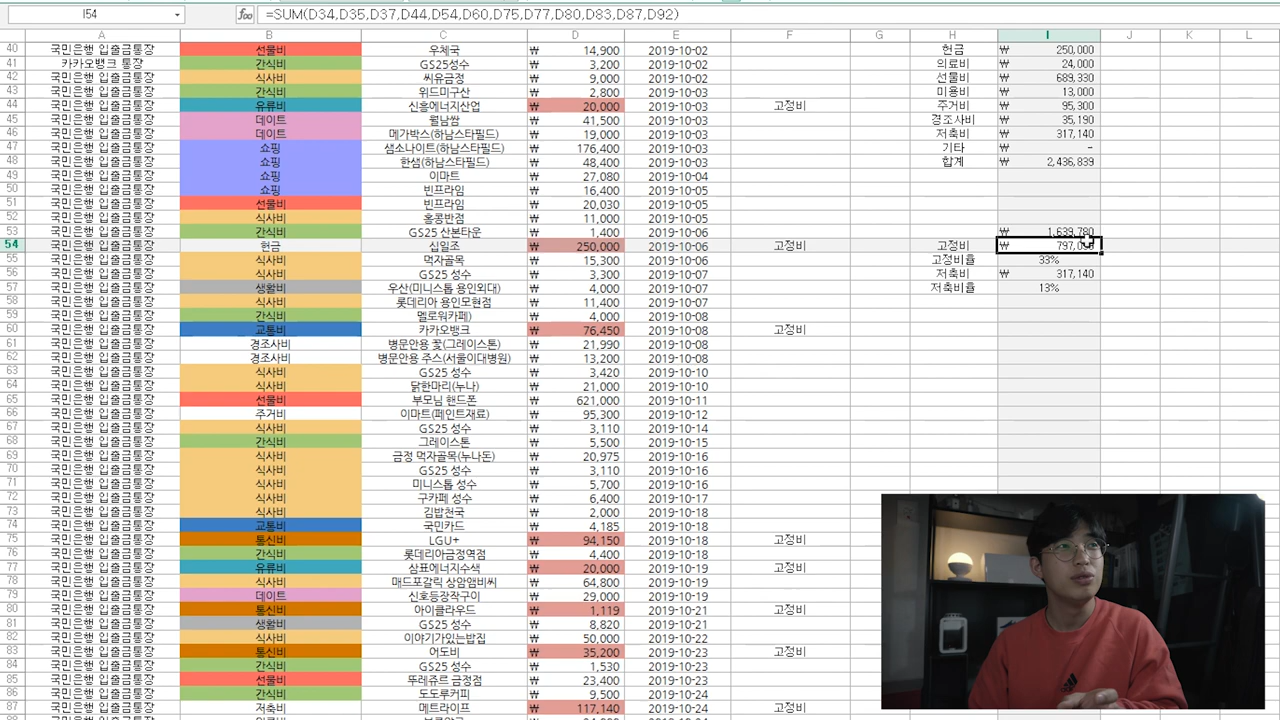 I54 =SUM(D34,D35,D37,D44,D54,D60,D75,D77,D80,D83,D87,D92)
A B C D E F G H I J K L
40 국민은행 입출금통장 선물비 우체국 ₩ 14,900 2019-10-02 현금 ₩ 250,000
41 카카오뱅크 통장 간식비 GS25금정 ₩ 3,200 2019-10-02 의료비 ₩ 24,000
42 국민은행 입출금통장 식사비 씨유금정 ₩ 9,000 2019-10-02 선물비 ₩ 689,330
43 국민은행 입출금통장 간식비 위드미구산 ₩ 2,800 2019-10-03 미용비 ₩ 13,000
44 국민은행 입출금통장 유류비 신흘에너지산업 ₩ 20,000 2019-10-03 고정비 주거비 ₩ 95,300
45 국민은행 입출금통장 데이트 월남쌈 ₩ 41,500 2019-10-03 경조사비 ₩ 35,190
46 국민은행 입출금통장 데이트 메가박스(하남스타필드) ₩ 19,000 2019-10-03 저축비 ₩ 317,140
47 국민은행 입출금통장 쇼핑 샘소나이트(하남스타필드) ₩ 176,400 2019-10-03 기타 ₩ -
48 국민은행 입출금통장 쇼핑 한샘(하남스타필드) ₩ 48,400 2019-10-03 합계 ₩ 2,436,839
49 국민은행 입출금통장 쇼핑 이마트 ₩ 27,080 2019-10-04
50 국민은행 입출금통장 쇼핑 빈프라임 ₩ 16,400 2019-10-05
51 국민은행 입출금통장 선물비 빈프라임 ₩ 20,030 2019-10-05
52 국민은행 입출금통장 식사비 홍콩반점 ₩ 11,000 2019-10-05
53 국민은행 입출금통장 간식비 GS25 산본타운 ₩ 1,400 2019-10-06 ₩ 1,639,780
54 국민은행 입출금통장 현금 십일조 ₩ 250,000 2019-10-06 고정비 고정비 ₩
55 국민은행 입출금통장 식사비 먹자골목 ₩ 15,300 2019-10-06 고정비율 33%
56 국민은행 입출금통장 식사비 GS25 성수 ₩ 3,300 2019-10-07 저축비 ₩ 317,140
57 국민은행 입출금통장 생활비 우산(미니스톱 용인외대) ₩ 4,000 2019-10-07 저축비율 13%
58 국민은행 입출금통장 식사비 롯데리아 용인모현점 ₩ 11,400 2019-10-07
59 국민은행 입출금통장 간식비 멜로워카페) ₩ 4,000 2019-10-08
60 국민은행 입출금통장 교통비 카카오뱅크 ₩ 76,450 2019-10-08 고정비
61 국민은행 입출금통장 경조사비 병문안용 꽃(그레이스톤) ₩ 21,990 2019-10-08
62 국민은행 입출금통장 경조사비 병문안용 주스(서울이대병원) ₩ 13,200 2019-10-08
63 국민은행 입출금통장 식사비 GS25 성수 ₩ 3,420 2019-10-10
64 국민은행 입출금통장 식사비 닭한마리(누나) ₩ 21,000 2019-10-10
65 국민은행 입출금통장 선물비 부모님 핸드폰 ₩ 621,000 2019-10-11
66 국민은행 입출금통장 주거비 이마트(페인트재료) ₩ 95,300 2019-10-12
67 국민은행 입출금통장 식사비 GS25 성수 ₩ 3,110 2019-10-14
68 국민은행 입출금통장 간식비 그레이스톤 ₩ 5,500 2019-10-15
69 국민은행 입출금통장 식사비 금정 먹자골목(누나돈) ₩ 20,975 2019-10-16
70 국민은행 입출금통장 식사비 GS25 성수 ₩ 3,110 2019-10-16
71 국민은행 입출금통장 식사비 미니스톱 성수 ₩ 5,700 2019-10-16
72 국민은행 입출금통장 식사비 구카페 성수 ₩ 6,400 2019-10-17
73 국민은행 입출금통장 식사비 김밥천국 ₩ 2,000 2019-10-18
74 국민은행 입출금통장 교통비 국민카드 ₩ 4,185 2019-10-18
75 국민은행 입출금통장 통신비 LGU+ ₩ 94,150 2019-10-18 고정비
76 국민은행 입출금통장 간식비 롯데리아금정역점 ₩ 4,400 2019-10-18
77 국민은행 입출금통장 유류비 삼표에너지수색 ₩ 20,000 2019-10-19 고정비
78 국민은행 입출금통장 식사비 매드포갈릭 상암앰비씨 ₩ 64,800 2019-10-19
79 국민은행 입출금통장 데이트 신호등장작구이 ₩ 29,000 2019-10-19
80 국민은행 입출금통장 통신비 아이클라우드 ₩ 1,119 2019-10-21 고정비
81 국민은행 입출금통장 생활비 GS25 성수 ₩ 8,820 2019-10-21
82 국민은행 입출금통장 식사비 이야기가있는밥집 ₩ 50,000 2019-10-22
83 국민은행 입출금통장 통신비 어도비 ₩ 35,200 2019-10-23 고정비
84 국민은행 입출금통장 간식비 GS25 성수 ₩ 1,530 2019-10-23
85 국민은행 입출금통장 선물비 뚜레쥬르 금정점 ₩ 23,400 2019-10-23
86 국민은행 입출금통장 간식비 도도루커피 ₩ 9,500 2019-10-24
87 국민은행 입출금통장 저축비 메트라이프 ₩ 117,140 2019-10-24 고정비